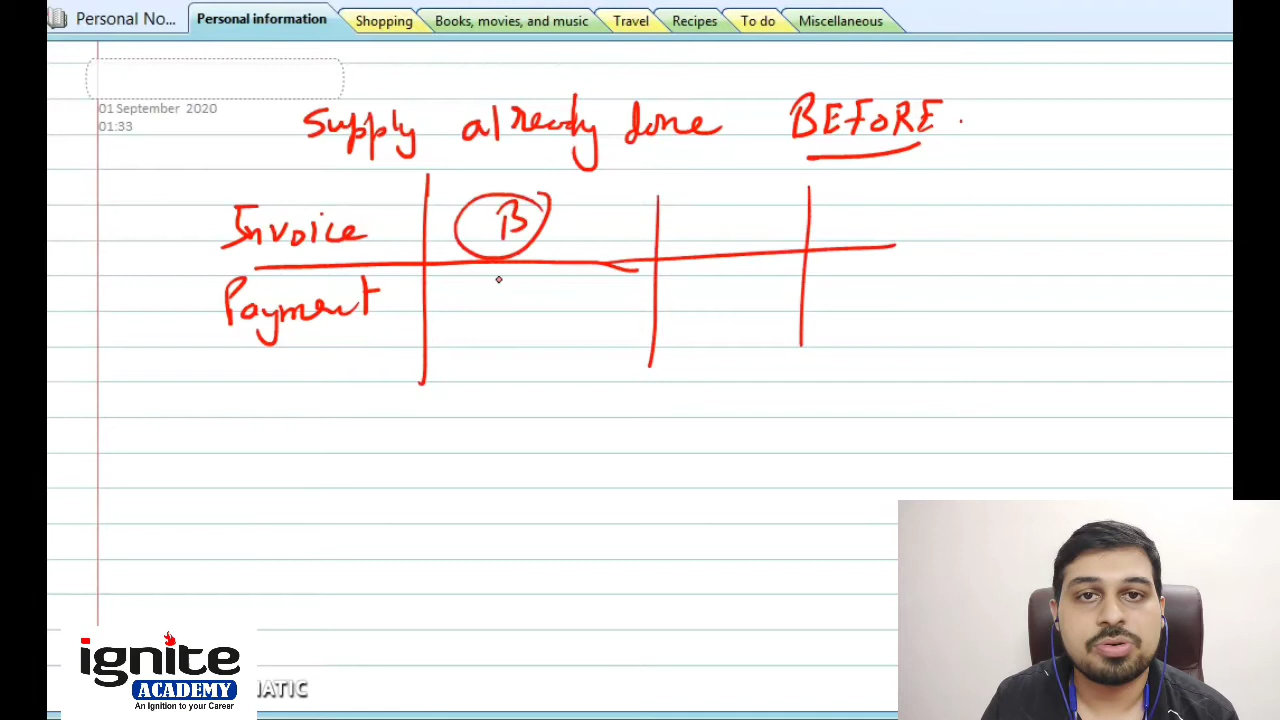 Personal No... Personal information Shopping Books, movies, and music Travel Recipes To do Miscellaneous
01 September 2020
01:33
Supply already done BEFORE.
Invoice B
Payment
ignite
ACADEMY
An Ignition to your Career